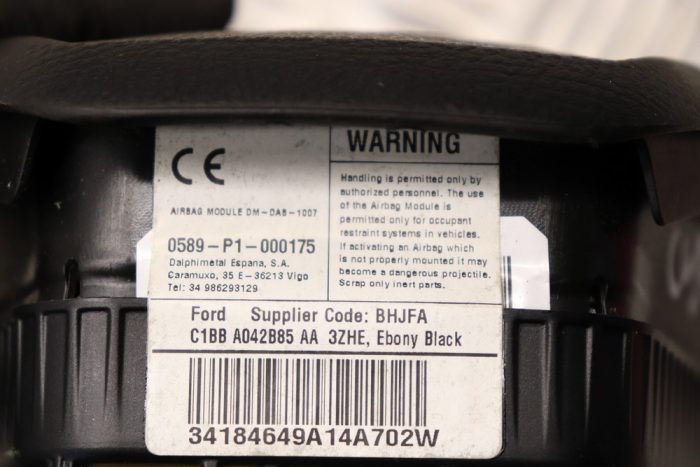 CE
AIRBAG MODULE DM-DAB-1007
0589-P1-000175
Dalphimetal Espana, S.A.
Caramuxo, 35 E - 36213 Vigo
Tel: 34 986293129
WARNING
Handling is permitted only by
authorized personnel. The use
of the Airbag Module is
permitted only for occupant
restraint systems in vehicles.
If activating an Airbag which
is not properly mounted it may
become a dangerous projectile.
Scrap only inert parts.
Ford Supplier Code: BHJFA
C1BB A042B85 AA 3ZHE, Ebony Black
34184649A14A702W